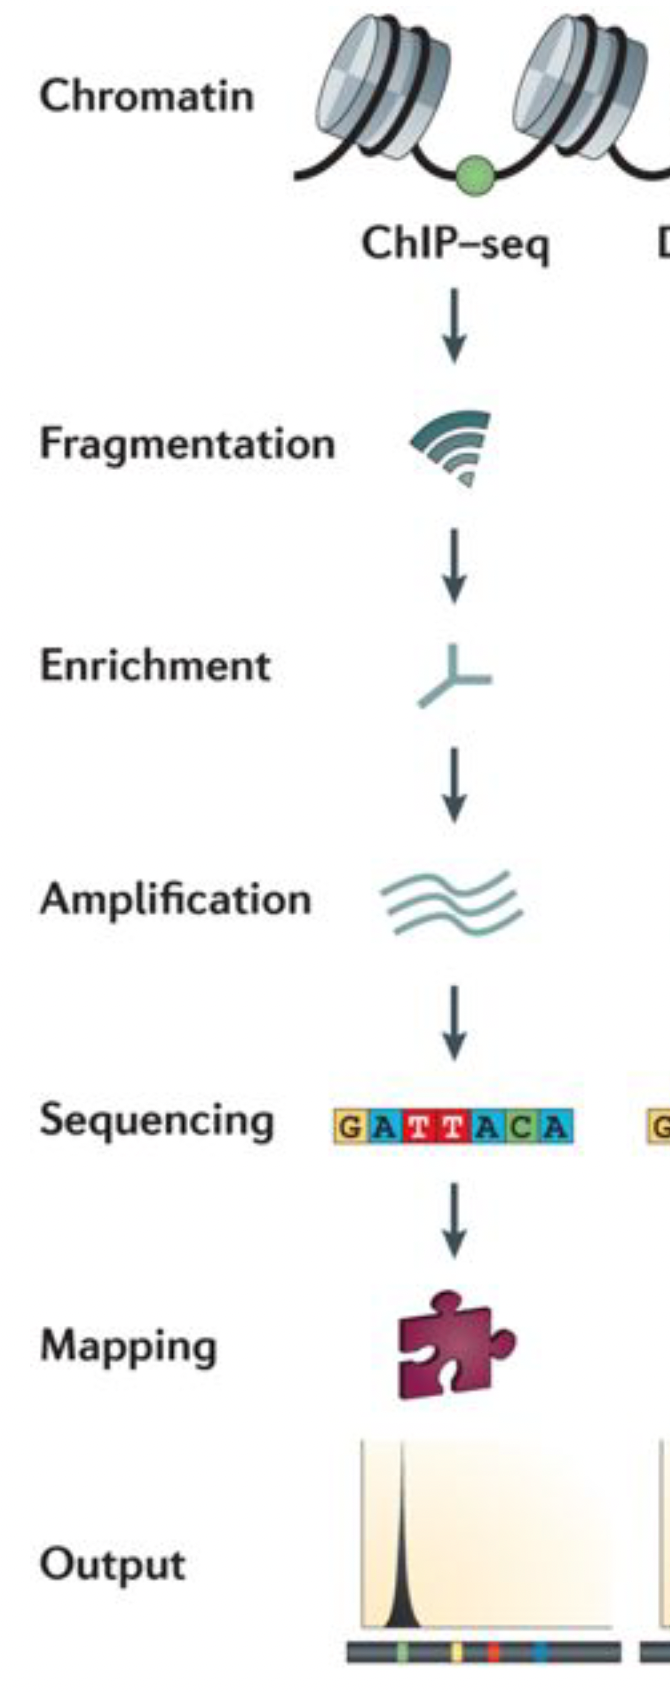 Chromatin
ChIP–seq
Fragmentation
Enrichment
Amplification
Sequencing
GATTACA
G
Mapping
Output